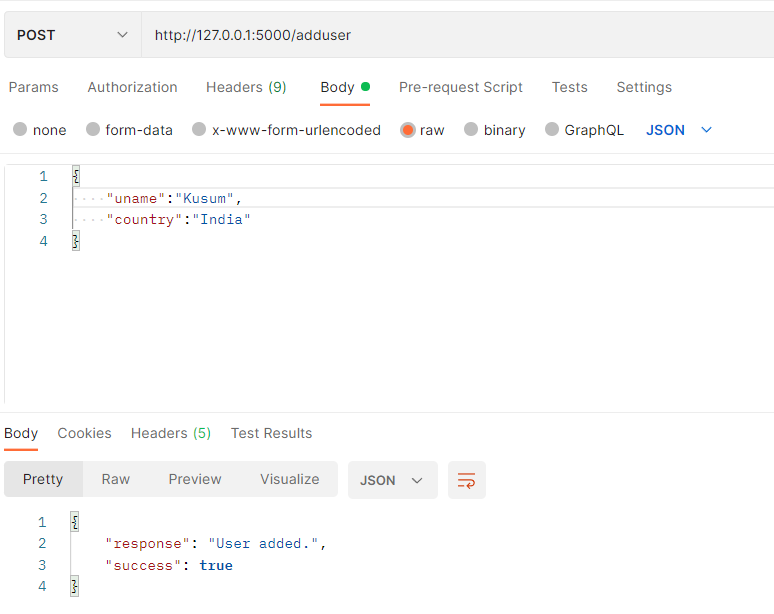 POST http://127.0.0.1:5000/adduser
Params Authorization Headers (9) Body Pre-request Script Tests Settings
none form-data x-www-form-urlencoded raw binary GraphQL JSON
1 {
2 "uname":"Kusum",
3 "country":"India"
4 }
Body Cookies Headers (5) Test Results
Pretty Raw Preview Visualize JSON
1 {
2 "response": "User added.",
3 "success": true
4 }